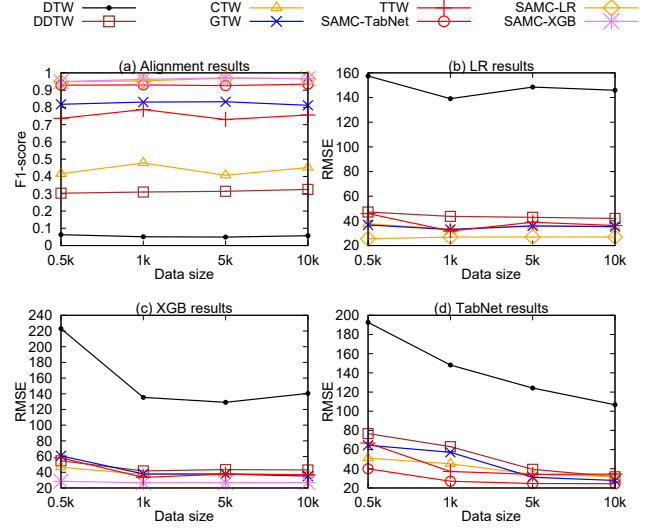 DTW CTW TTW SAMC-LR
DDTW GTW SAMC-TabNet SAMC-XGB
(a) Alignment results
1
0.9
0.8
0.7
0.6
0.5
0.4
0.3
0.2
0.1
0
F1-score
0.5k 1k 5k 10k
Data size
(b) LR results
160
140
120
100
80
60
40
20
RMSE
0.5k 1k 5k 10k
Data size
(c) XGB results
240
220
200
180
160
140
120
100
80
60
40
20
RMSE
0.5k 1k 5k 10k
Data size
(d) TabNet results
200
180
160
140
120
100
80
60
40
20
RMSE
0.5k 1k 5k 10k
Data size